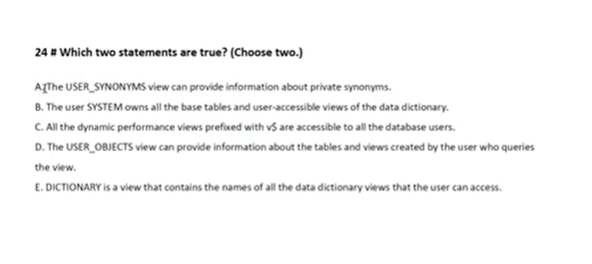 24 # Which two statements are true? (Choose two.)
A. The USER_SYNONYMS view can provide information about private synonyms.
B. The user SYSTEM owns all the base tables and user-accessible views of the data dictionary.
C. All the dynamic performance views prefixed with v$ are accessible to all the database users.
D. The USER_OBJECTS view can provide information about the tables and views created by the user who queries
the view.
E. DICTIONARY is a view that contains the names of all the data dictionary views that the user can access.